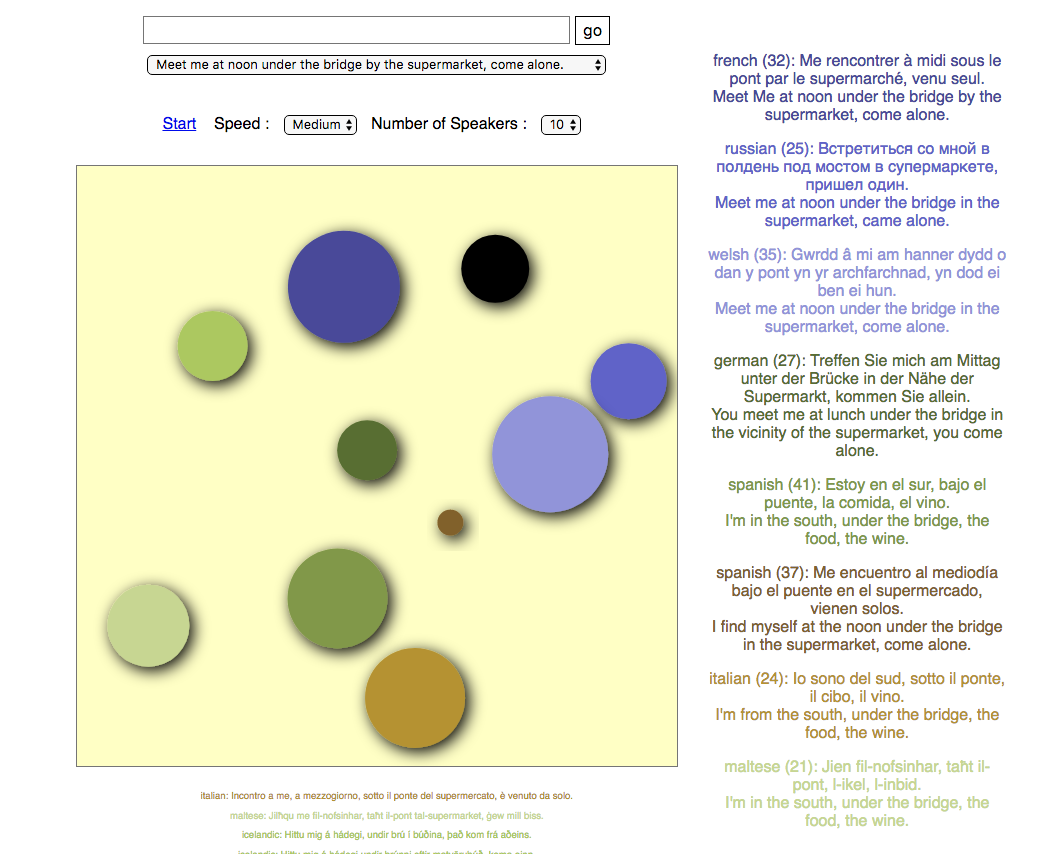 go
Meet me at noon under the bridge by the supermarket, come alone.
Start Speed : Medium Number of Speakers : 10
french (32): Me rencontrer à midi sous le
pont par le supermarché, venu seul.
Meet Me at noon under the bridge by the
supermarket, come alone.
russian (25): Встретиться со мной в
полдень под мостом в супермаркете,
пришел один.
Meet me at noon under the bridge in the
supermarket, came alone.
welsh (35): Gwrdd â mi am hanner dydd o
dan y pont yn yr archfarchnad, yn dod ei
ben ei hun.
Meet me at noon under the bridge in the
supermarket, come alone.
german (27): Treffen Sie mich am Mittag
unter der Brücke in der Nähe der
Supermarkt, kommen Sie allein.
You meet me at lunch under the bridge in
the vicinity of the supermarket, you come
alone.
spanish (41): Estoy en el sur, bajo el
puente, la comida, el vino.
I'm in the south, under the bridge, the
food, the wine.
spanish (37): Me encuentro al mediodía
bajo el puente en el supermercado,
vienen solos.
I find myself at the noon under the bridge
in the supermarket, come alone.
italian (24): Io sono del sud, sotto il ponte,
il cibo, il vino.
I'm from the south, under the bridge, the
food, the wine.
maltese (21): Jien fil-nofsinhar, taħt il-
pont, l-ikel, l-inbid.
I'm in the south, under the bridge, the
food, the wine.
italian: Incontro a me, a mezzogiorno, sotto il ponte del supermercato, è venuto da solo.
maltese: Jilħqu me fil-nofsinhar, taħt il-pont tal-supermarket, ġew mill biss.
icelandic: Hittu mig á hádegi, undir brú í búðina, það kom frá aðeins.